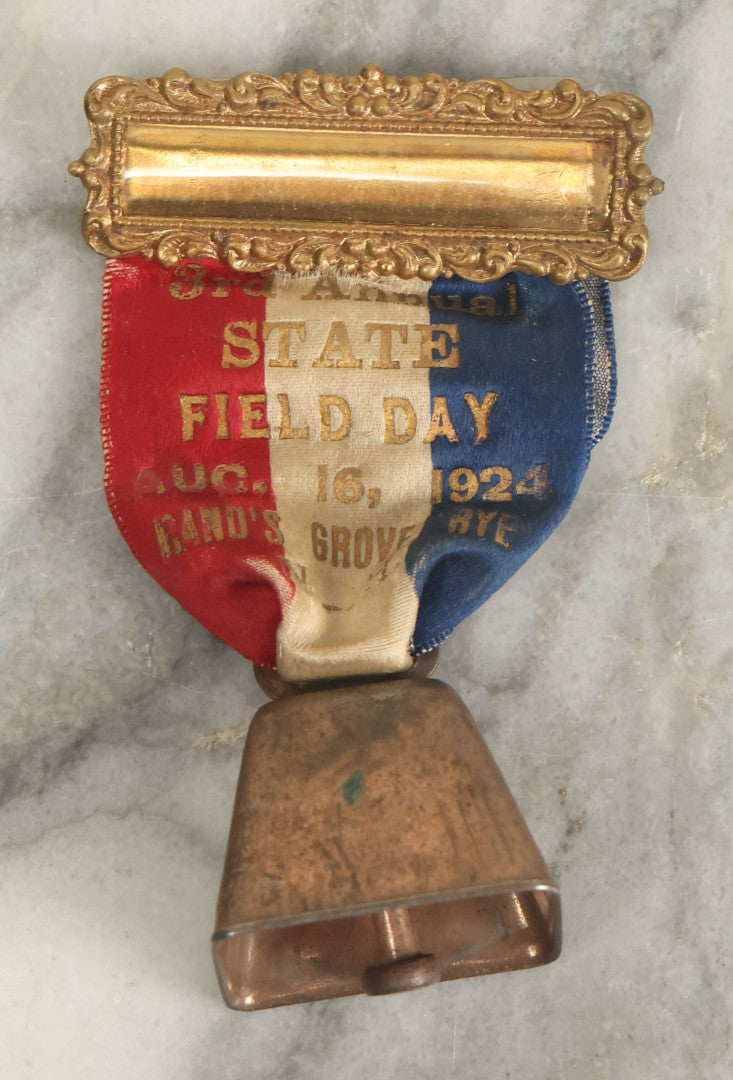 3rd Annual
STATE
FIELD DAY
AUG. 16, 1924
RAND'S GROVE RYE